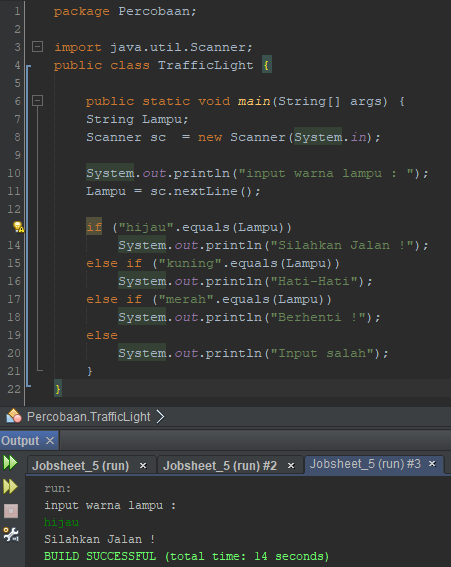 1 package Percobaan;
2
3 import java.util.Scanner;
4 public class TrafficLight {
5
6 public static void main(String[] args) {
7 String Lampu;
8 Scanner sc  = new Scanner(System.in);
9
10 System.out.println("input warna lampu : ");
11 Lampu = sc.nextLine();
12
if ("hijau".equals(Lampu))
14 System.out.println("Silahkan Jalan !");
15 else if ("kuning".equals(Lampu))
16 System.out.println("Hati-Hati");
17 else if ("merah".equals(Lampu))
18 System.out.println("Berhenti !");
19 else
20 System.out.println("Input salah");
21 }
22 }
Percobaan.TrafficLight
Output ×
Jobsheet_5 (run) × Jobsheet_5 (run) #2 × Jobsheet_5 (run) #3 ×
run:
input warna lampu :
hijau
Silahkan Jalan !
BUILD SUCCESSFUL (total time: 14 seconds)